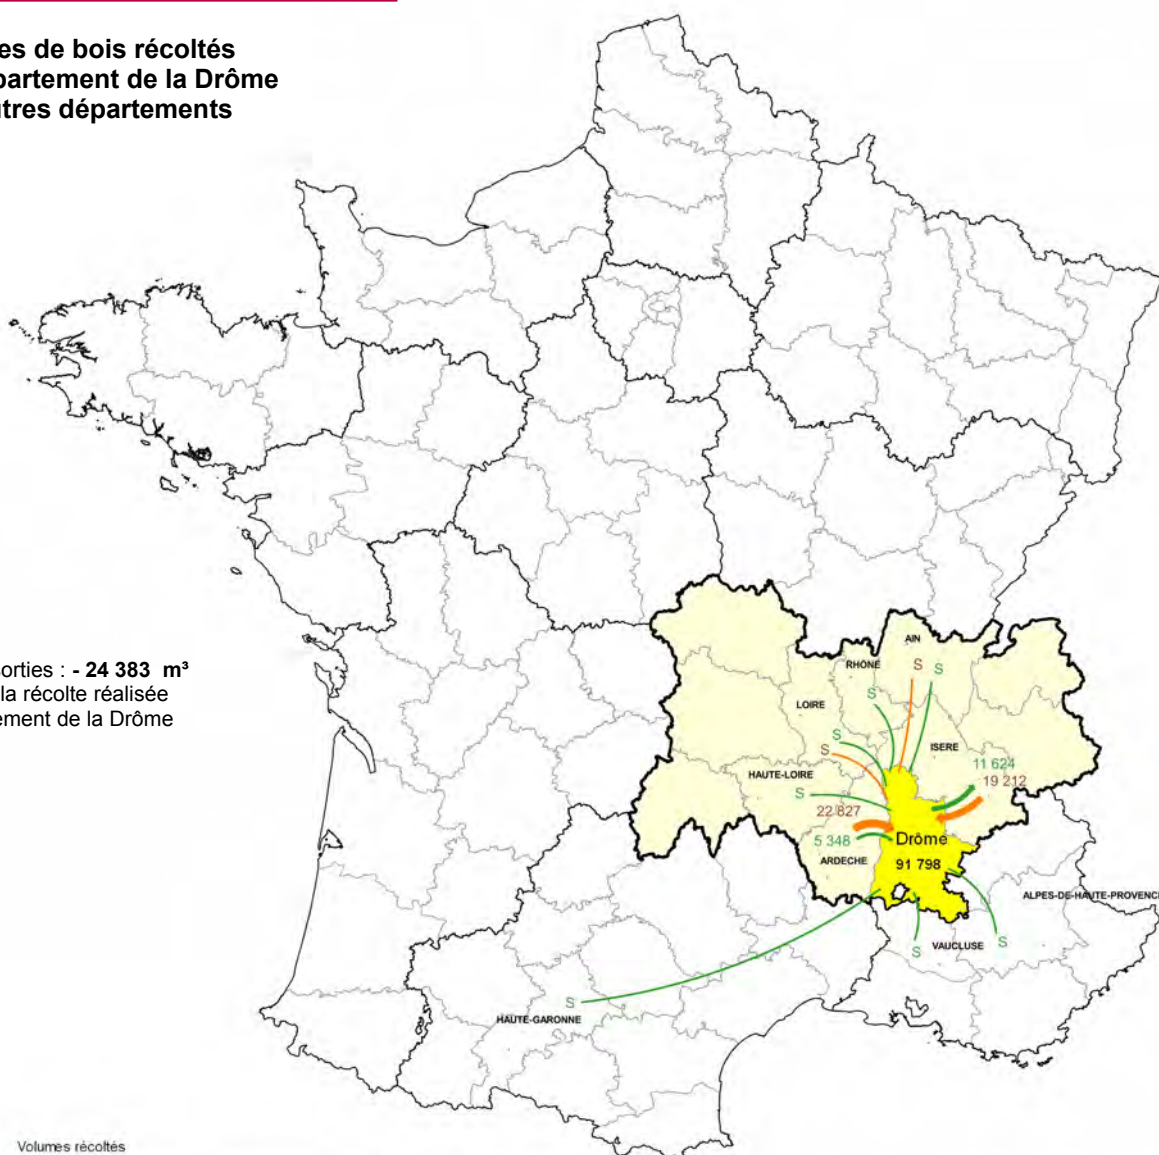 es de bois récoltés
partement de la Drôme
utres départements
AIN
RHÔNE
S
S
S
LOIRE
S
S
ISERE
11 624
19 212
HAUTE-LOIRE
S
22 827
5 348
ARDECHE
Drôme
91 798
orties : - 24 383 m³
la récolte réalisée
ement de la Drôme
ALPES-DE-HAUTE-PROVENCE
VAUCLUSE
S
S
S
HAUTE-GARONNE
Volumes récoltés